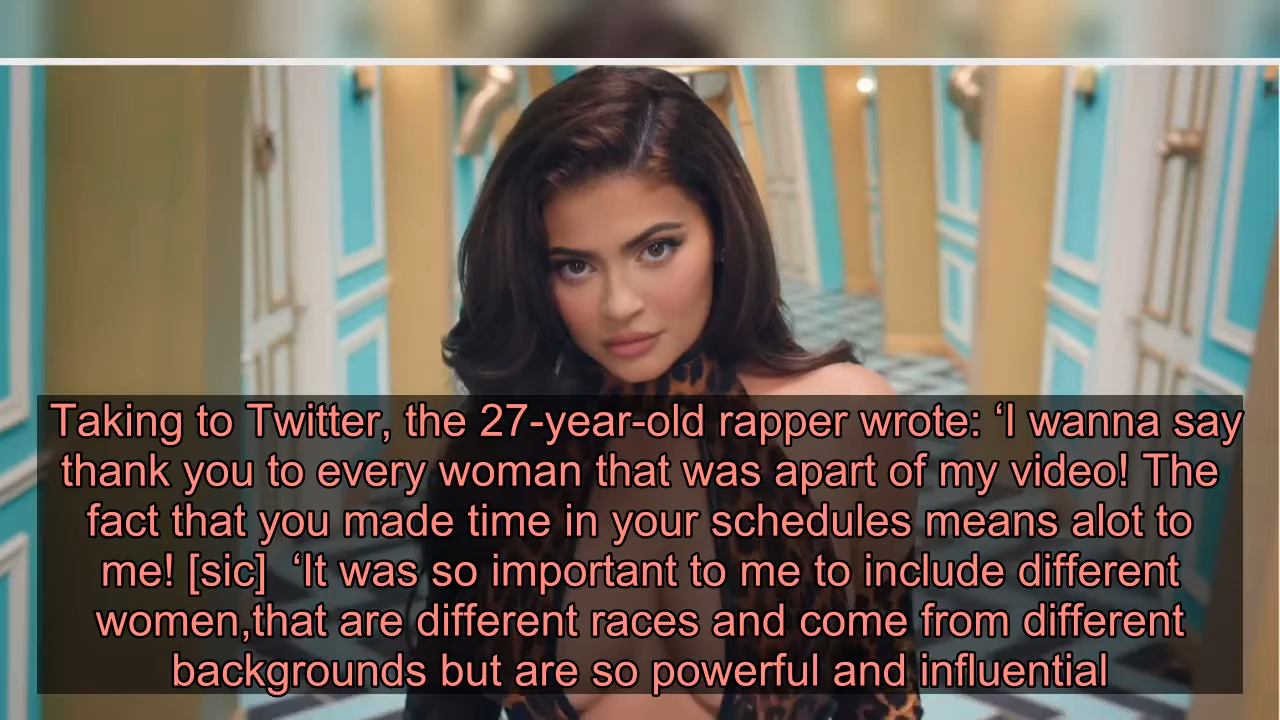 Taking to Twitter, the 27-year-old rapper wrote: ‘I wanna say
thank you to every woman that was apart of my video! The
fact that you made time in your schedules means alot to
me! [sic]  ‘It was so important to me to include different
women,that are different races and come from different
backgrounds but are so powerful and influential